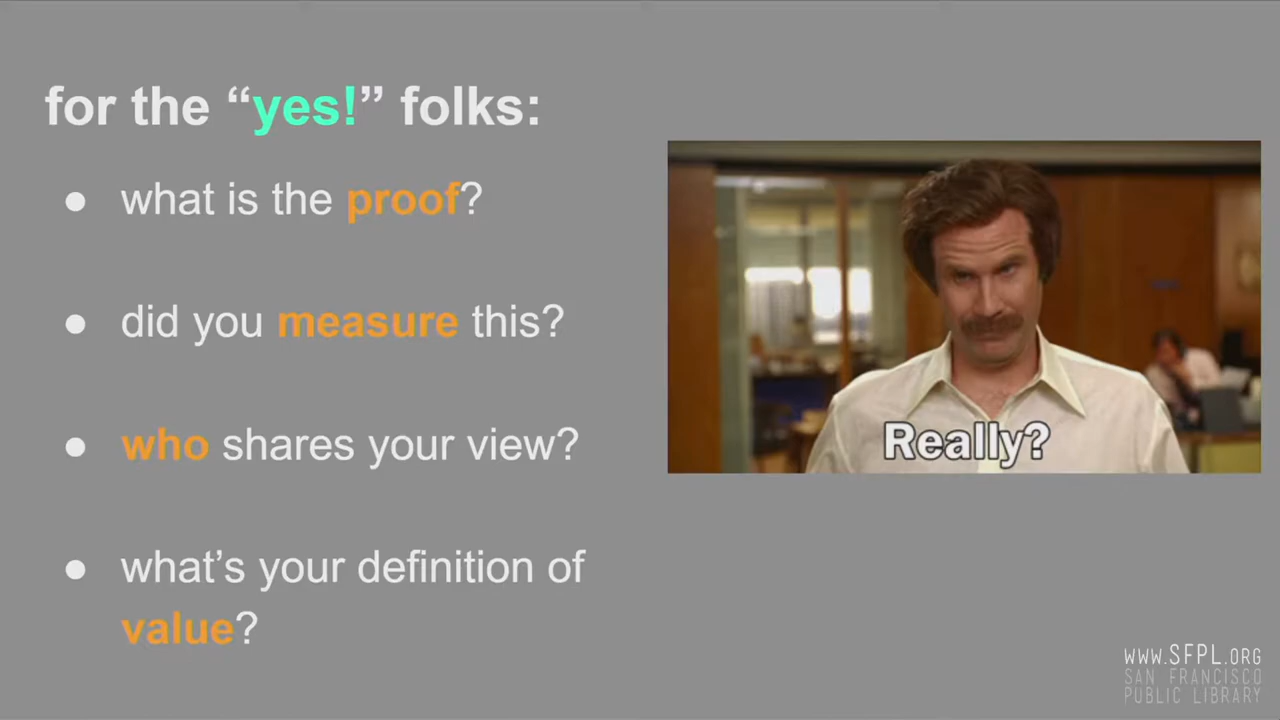 for the “yes!” folks:
● what is the proof?
● did you measure this?
● who shares your view?
● what’s your definition of
value?
Really?
WWW.SFPL.ORG
SAN FRANCISCO
PUBLIC LIBRARY